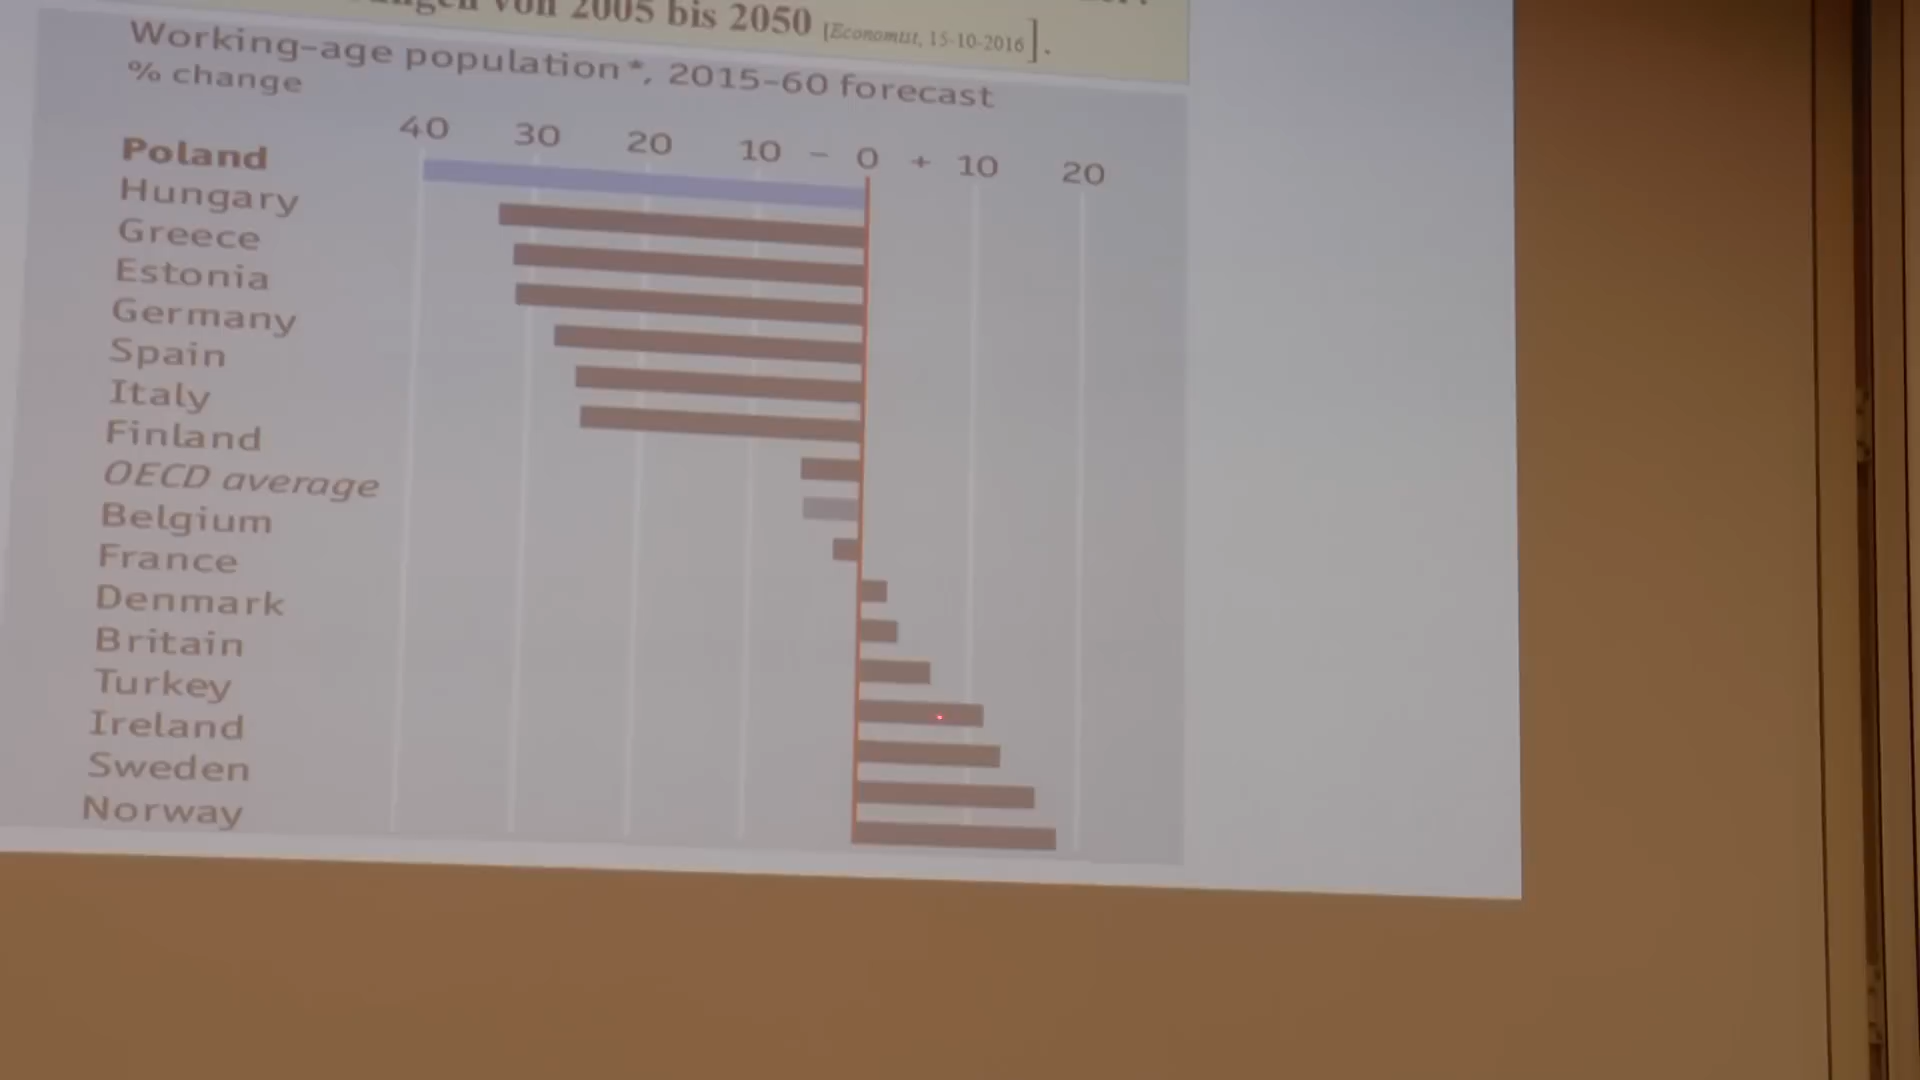 von 2005 bis 2050 [Economist, 15-10-2016].
Working-age population*, 2015-60 forecast
% change
40 30 20 10 - 0 + 10 20
Poland
Hungary
Greece
Estonia
Germany
Spain
Italy
Finland
OECD average
Belgium
France
Denmark
Britain
Turkey
Ireland
Sweden
Norway